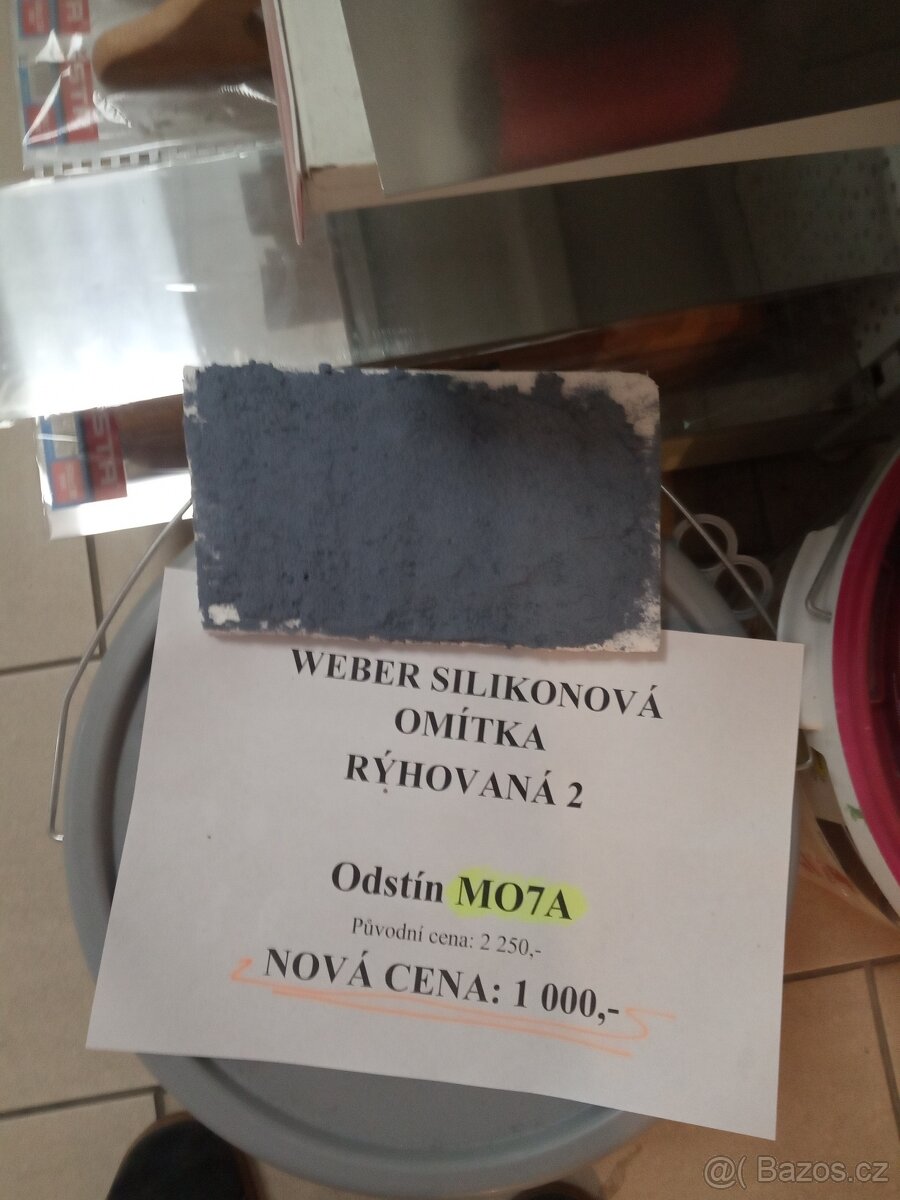 WEBER SILIKONOVÁ
OMÍTKA
RÝHOVANÁ 2
Odstín MO7A
Původní cena: 2 250,-
NOVÁ CENA: 1 000,-
@( Bazos.cz